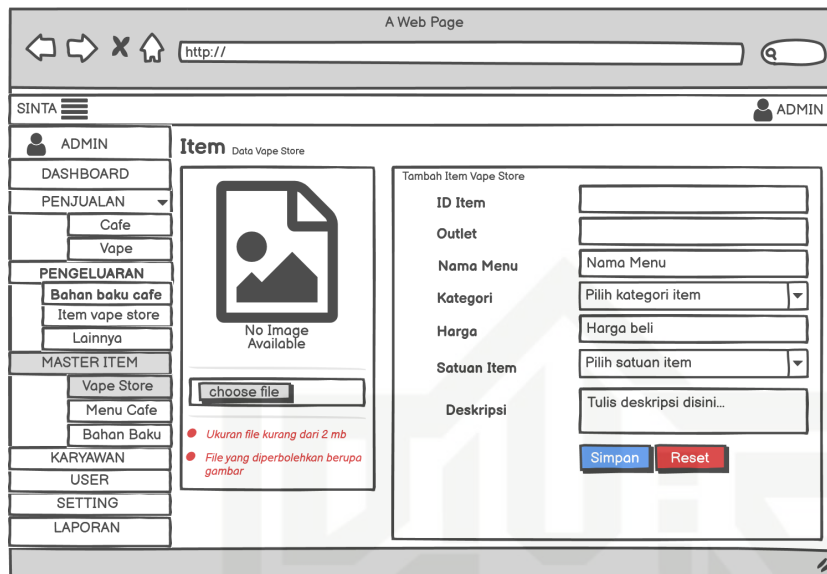 A Web Page
http://
SINTA
ADMIN
ADMIN
DASHBOARD
PENJUALAN
Cafe
Vape
PENGELUARAN
Bahan baku cafe
Item vape store
Lainnya
MASTER ITEM
Vape Store
Menu Cafe
Bahan Baku
KARYAWAN
USER
SETTING
LAPORAN
Item Data Vape Store
No Image
Available
choose file
Ukuran file kurang dari 2 mb
File yang diperbolehkan berupa
gambar
Tambah Item Vape Store
ID Item
Outlet
Nama Menu Nama Menu
Kategori Pilih kategori item
Harga Harga beli
Satuan Item Pilih satuan item
Deskripsi Tulis deskripsi disini...
Simpan Reset